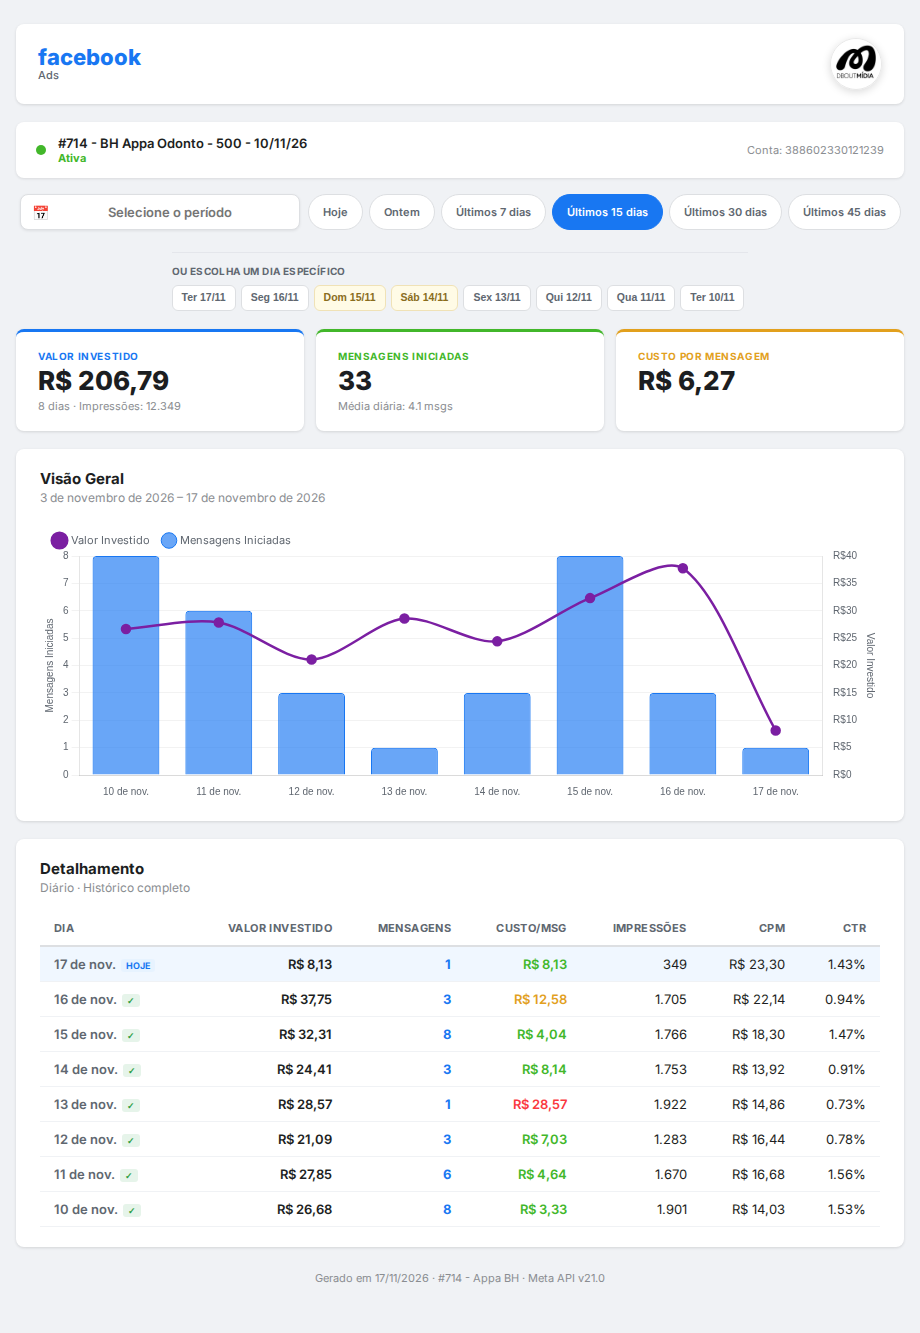 facebook
Ads
DBOUTMÍDIA
#714 - BH Appa Odonto - 500 - 10/11/26
Ativa
Conta: 388602330121239
Selecione o período
Hoje
Ontem
Últimos 7 dias
Últimos 15 dias
Últimos 30 dias
Últimos 45 dias
OU ESCOLHA UM DIA ESPECÍFICO
Ter 17/11
Seg 16/11
Dom 15/11
Sáb 14/11
Sex 13/11
Qui 12/11
Qua 11/11
Ter 10/11
VALOR INVESTIDO
R$ 206,79
8 dias · Impressões: 12.349
MENSAGENS INICIADAS
33
Média diária: 4.1 msgs
CUSTO POR MENSAGEM
R$ 6,27
Visão Geral
3 de novembro de 2026 – 17 de novembro de 2026
Valor Investido
Mensagens Iniciadas
8
7
6
5
4
3
2
1
0
Mensagens Iniciadas
R$40
R$35
R$30
R$25
R$20
R$15
R$10
R$5
R$0
Valor Investido
10 de nov.
11 de nov.
12 de nov.
13 de nov.
14 de nov.
15 de nov.
16 de nov.
17 de nov.
Detalhamento
Diário · Histórico completo
DIA VALOR INVESTIDO MENSAGENS CUSTO/MSG IMPRESSÕES CPM CTR
17 de nov. HOJE R$ 8,13 1 R$ 8,13 349 R$ 23,30 1.43%
16 de nov. ✓ R$ 37,75 3 R$ 12,58 1.705 R$ 22,14 0.94%
15 de nov. ✓ R$ 32,31 8 R$ 4,04 1.766 R$ 18,30 1.47%
14 de nov. ✓ R$ 24,41 3 R$ 8,14 1.753 R$ 13,92 0.91%
13 de nov. ✓ R$ 28,57 1 R$ 28,57 1.922 R$ 14,86 0.73%
12 de nov. ✓ R$ 21,09 3 R$ 7,03 1.283 R$ 16,44 0.78%
11 de nov. ✓ R$ 27,85 6 R$ 4,64 1.670 R$ 16,68 1.56%
10 de nov. ✓ R$ 26,68 8 R$ 3,33 1.901 R$ 14,03 1.53%
Gerado em 17/11/2026 · #714 - Appa BH · Meta API v21.0